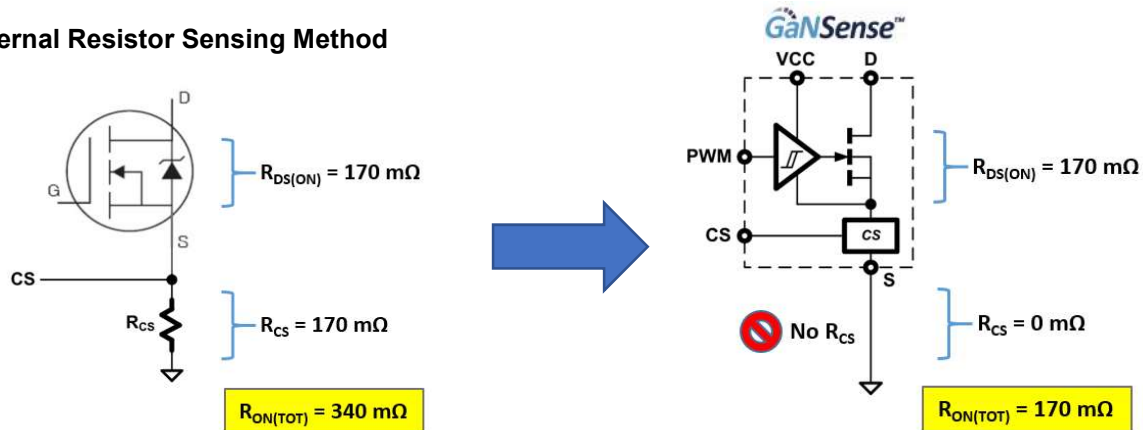 ernal Resistor Sensing Method
D
G
S
CS
RCS
RDS(ON) = 170 mΩ
RCS = 170 mΩ
RON(TOT) = 340 mΩ
GaNSense™
VCC
D
PWM
CS
CS
S
No RCS
RDS(ON) = 170 mΩ
RCS = 0 mΩ
RON(TOT) = 170 mΩ